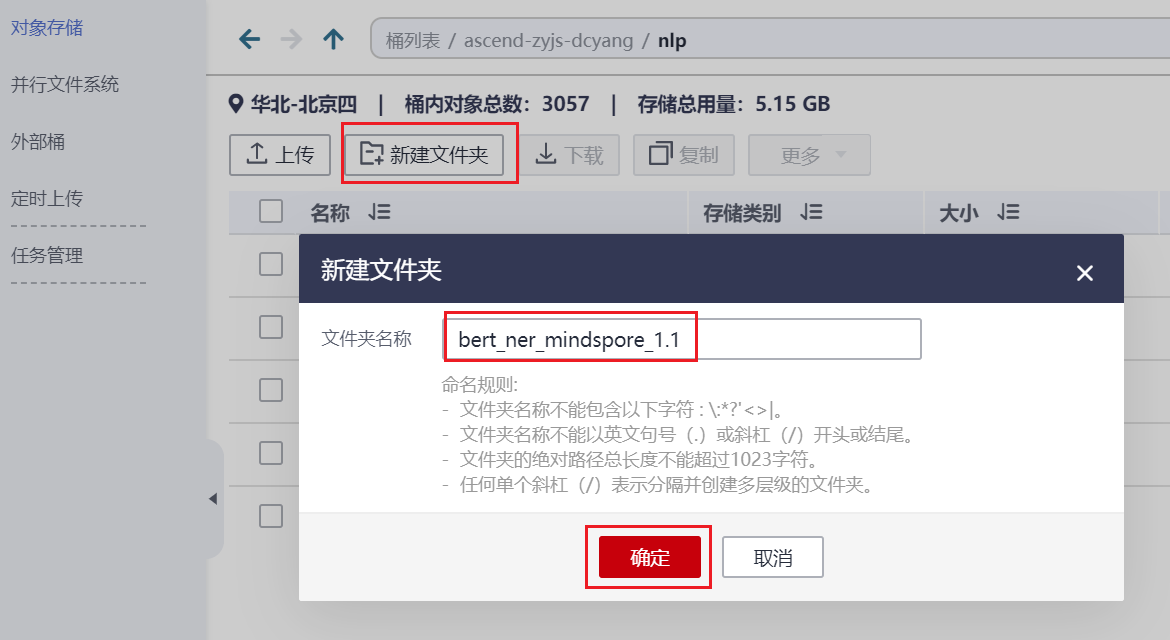 对象存储
并行文件系统
外部桶
定时上传
任务管理
桶列表 / ascend-zyjs-dcyang / nlp
华北-北京四 | 桶内对象总数：3057 | 存储总用量：5.15 GB
上传 新建文件夹 下载 复制 更多
名称 存储类别 大小
新建文件夹
文件夹名称 bert_ner_mindspore_1.1
命名规则:
- 文件夹名称不能包含以下字符 : \:*?'<>|。
- 文件夹名称不能以英文句号（.）或斜杠（/）开头或结尾。
- 文件夹的绝对路径总长度不能超过1023字符。
- 任何单个斜杠（/）表示分隔并创建多层级的文件夹。
确定 取消